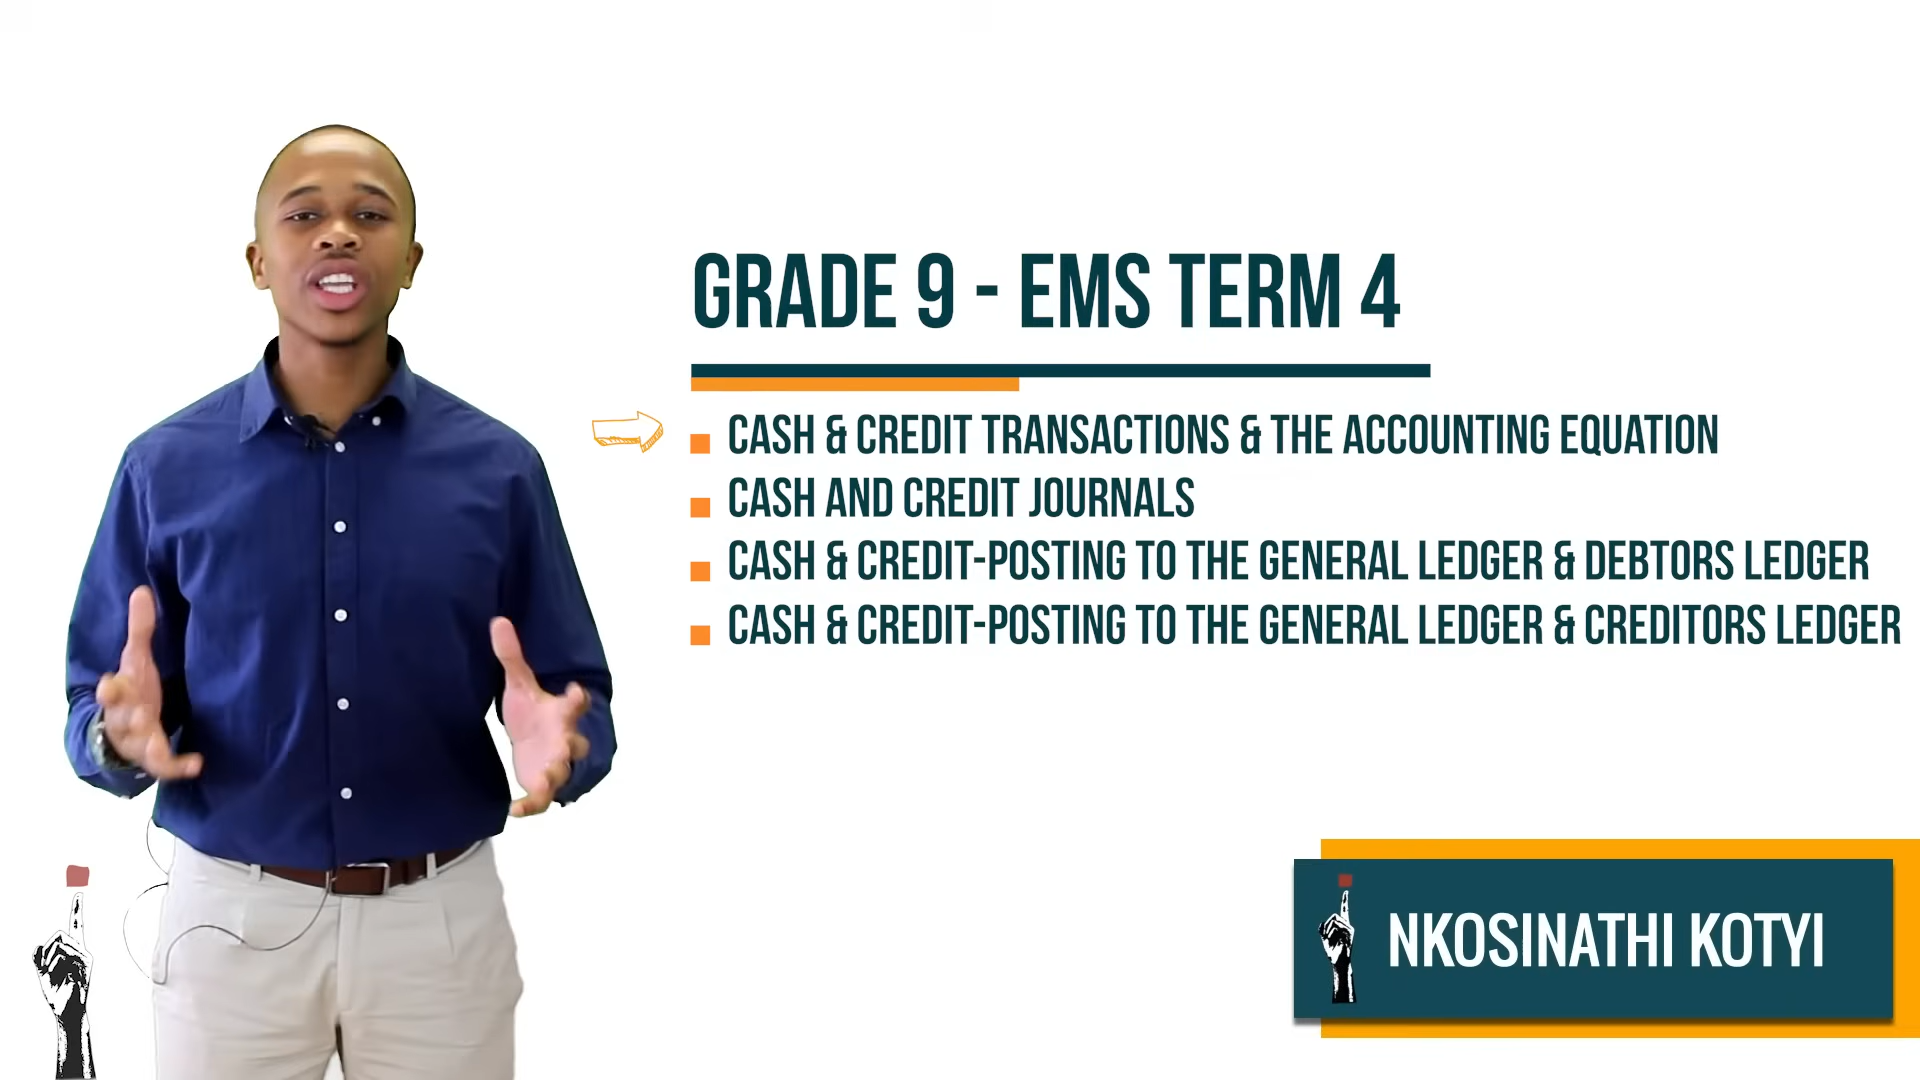 GRADE 9 - EMS TERM 4
CASH & CREDIT TRANSACTIONS & THE ACCOUNTING EQUATION
CASH AND CREDIT JOURNALS
CASH & CREDIT-POSTING TO THE GENERAL LEDGER & DEBTORS LEDGER
CASH & CREDIT-POSTING TO THE GENERAL LEDGER & CREDITORS LEDGER
NKOSINATHI KOTYI